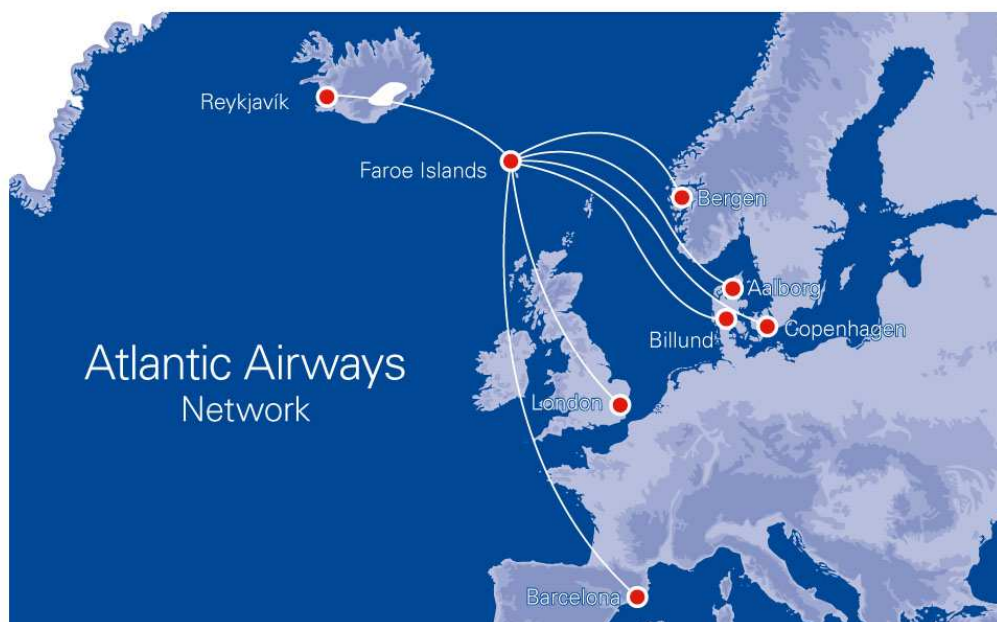 Reykjavík
Faroe Islands
Bergen
Aalborg
Billund
Copenhagen
Atlantic Airways
Network
London
Barcelona